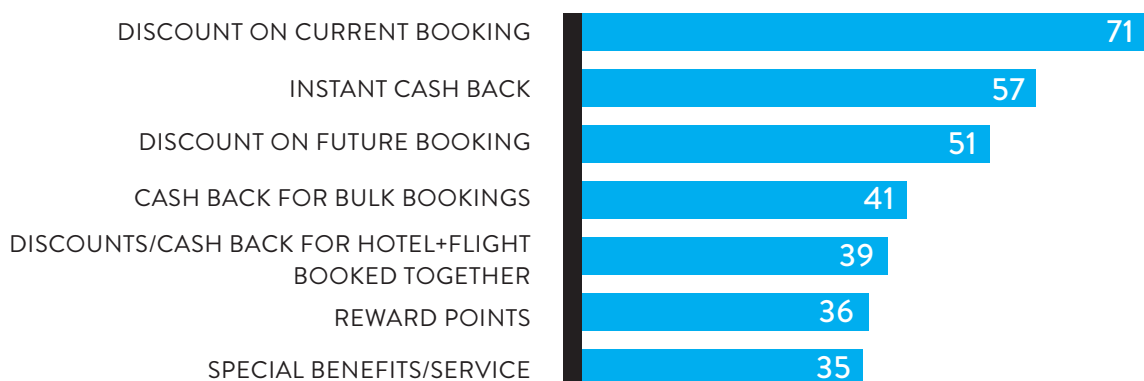 DISCOUNT ON CURRENT BOOKING 71
INSTANT CASH BACK 57
DISCOUNT ON FUTURE BOOKING 51
CASH BACK FOR BULK BOOKINGS 41
DISCOUNTS/CASH BACK FOR HOTEL+FLIGHT
BOOKED TOGETHER 39
REWARD POINTS 36
SPECIAL BENEFITS/SERVICE 35